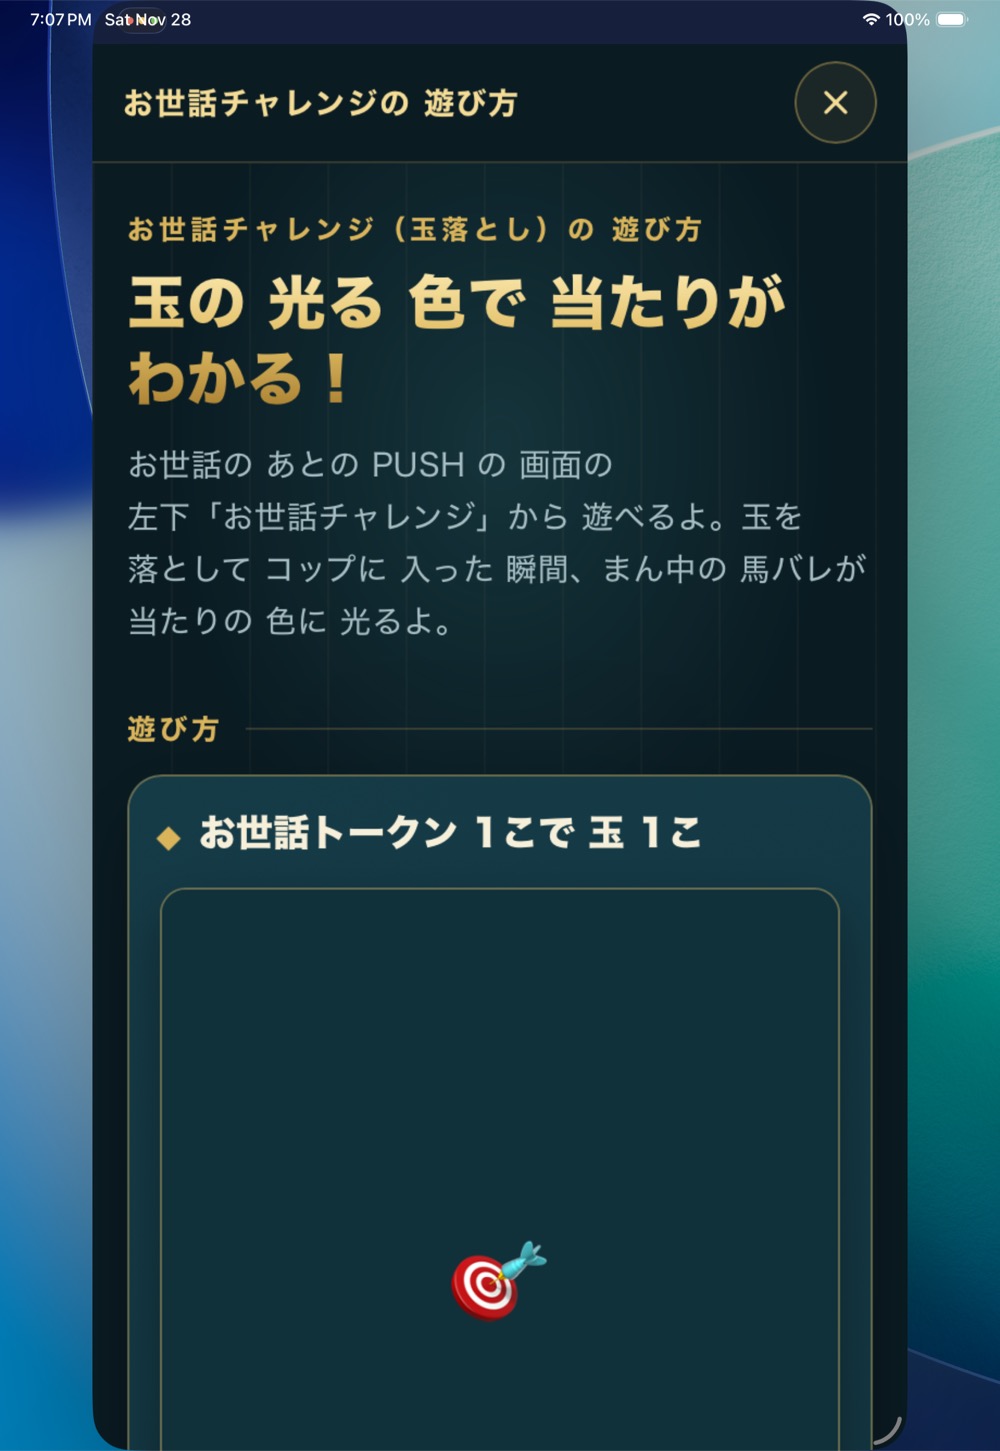 7:07 PM Sat Nov 28
100%
お世話チャレンジの 遊び方
お世話チャレンジ（玉落とし）の 遊び方
玉の 光る 色で 当たりが
わかる！
お世話の あとの PUSH の 画面の
左下「お世話チャレンジ」から 遊べるよ。玉を
落として コップに 入った 瞬間、まん中の 馬バレが
当たりの 色に 光るよ。
遊び方
お世話トークン 1こで 玉 1こ